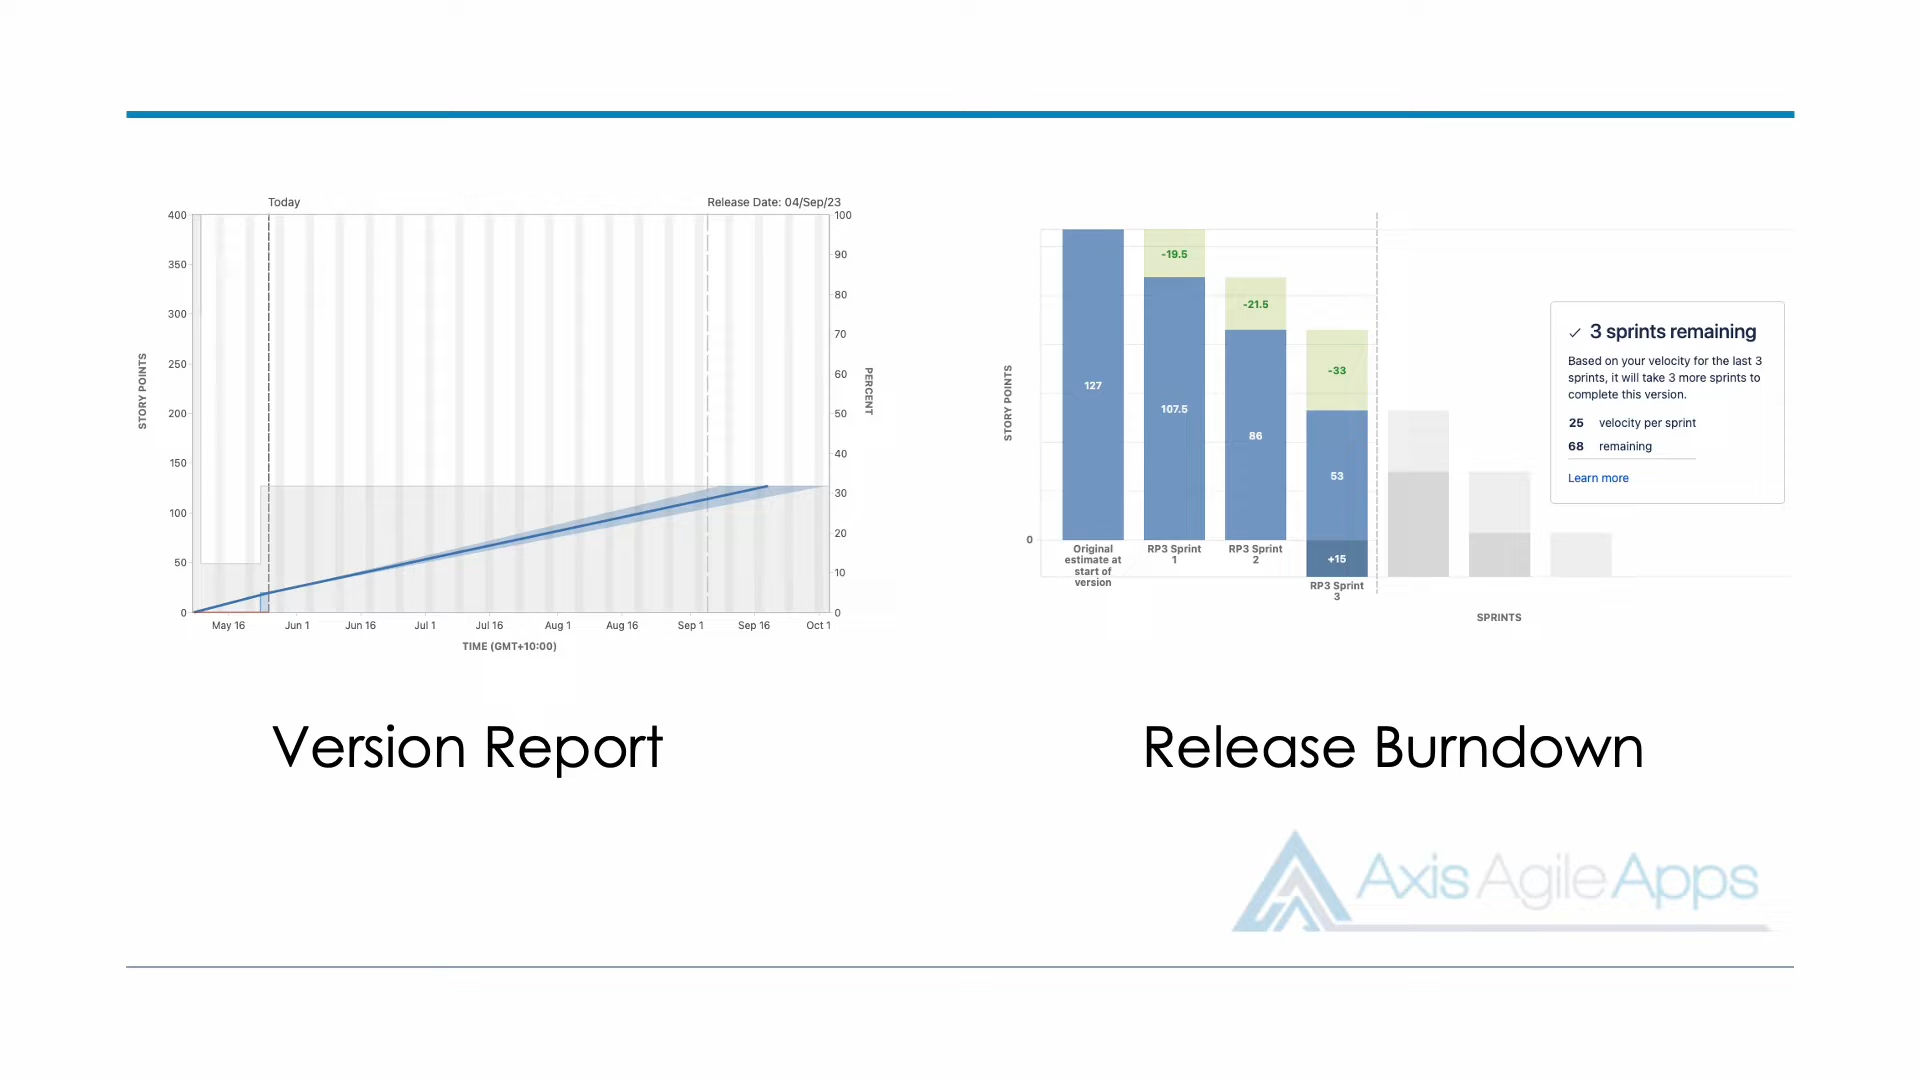 Today
Release Date: 04/Sep/23
400
350
300
250
200
150
100
50
0
STORY POINTS
100
90
80
70
60
50
40
30
20
10
0
PERCENT
May 16
Jun 1
Jun 16
Jul 1
Jul 16
Aug 1
Aug 16
Sep 1
Sep 16
Oct 1
TIME (GMT+10:00)
Version Report
STORY POINTS
0
127
-19.5
107.5
-21.5
86
-33
53
+15
Original
estimate at
start of
version
RP3 Sprint
1
RP3 Sprint
2
RP3 Sprint
3
SPRINTS
3 sprints remaining
Based on your velocity for the last 3
sprints, it will take 3 more sprints to
complete this version.
25 velocity per sprint
68 remaining
Learn more
Release Burndown
Axis Agile Apps